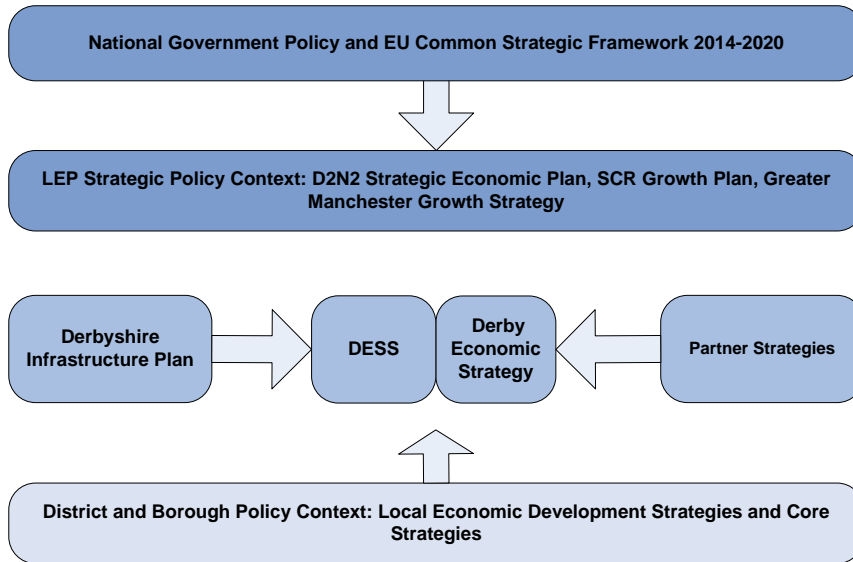 National Government Policy and EU Common Strategic Framework 2014-2020
LEP Strategic Policy Context: D2N2 Strategic Economic Plan, SCR Growth Plan, Greater
Manchester Growth Strategy
Derbyshire
Infrastructure Plan
DESS
Derby
Economic
Strategy
Partner Strategies
District and Borough Policy Context: Local Economic Development Strategies and Core
Strategies